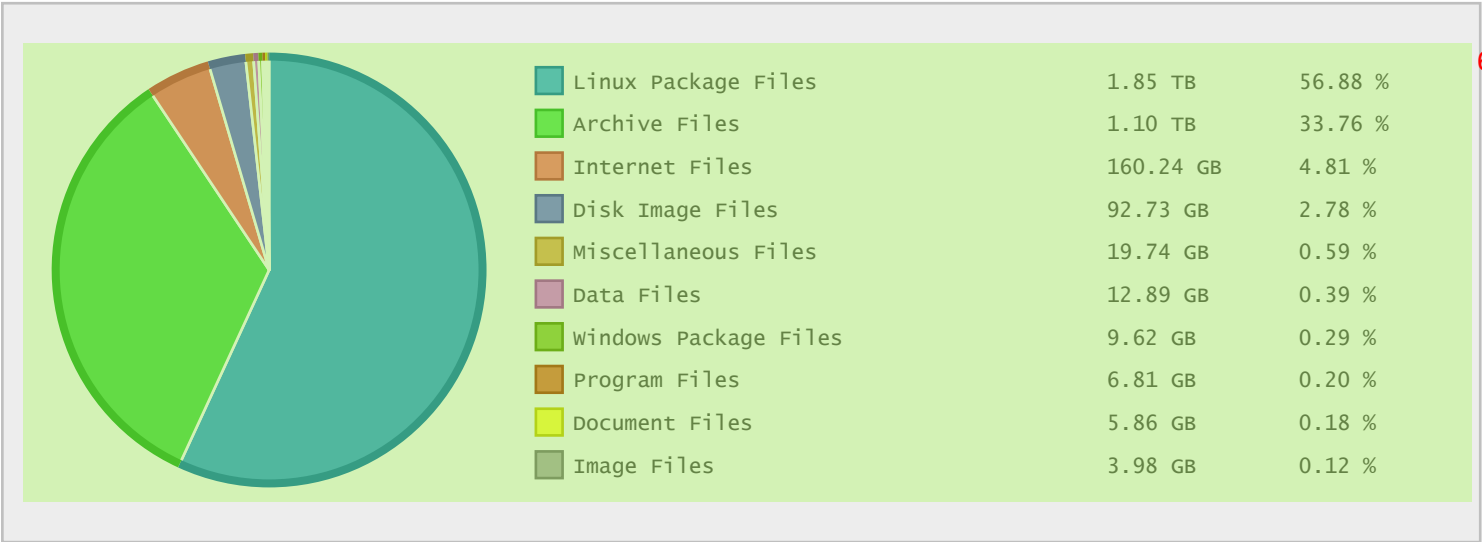 Linux Package Files 1.85 TB 56.88 %
Archive Files 1.10 TB 33.76 %
Internet Files 160.24 GB 4.81 %
Disk Image Files 92.73 GB 2.78 %
Miscellaneous Files 19.74 GB 0.59 %
Data Files 12.89 GB 0.39 %
Windows Package Files 9.62 GB 0.29 %
Program Files 6.81 GB 0.20 %
Document Files 5.86 GB 0.18 %
Image Files 3.98 GB 0.12 %